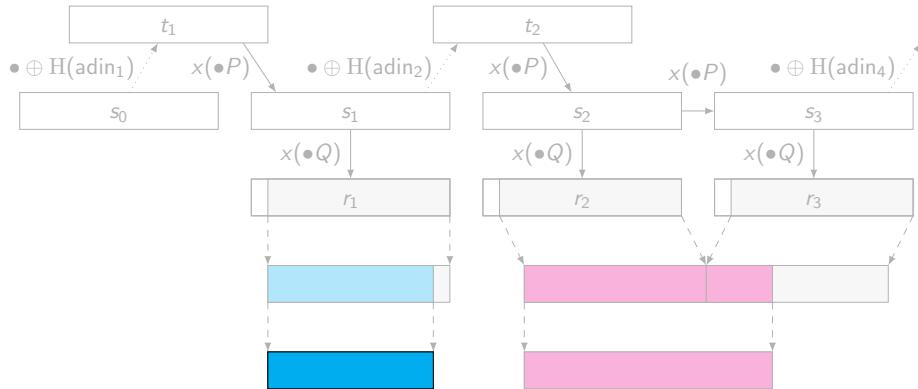 t₁ t₂
• ⊕ H(adin₁) x(•P) • ⊕ H(adin₂) x(•P) x(•P) • ⊕ H(adin₄)
s₀ s₁ s₂ s₃
x(•Q) x(•Q) x(•Q)
r₁ r₂ r₃